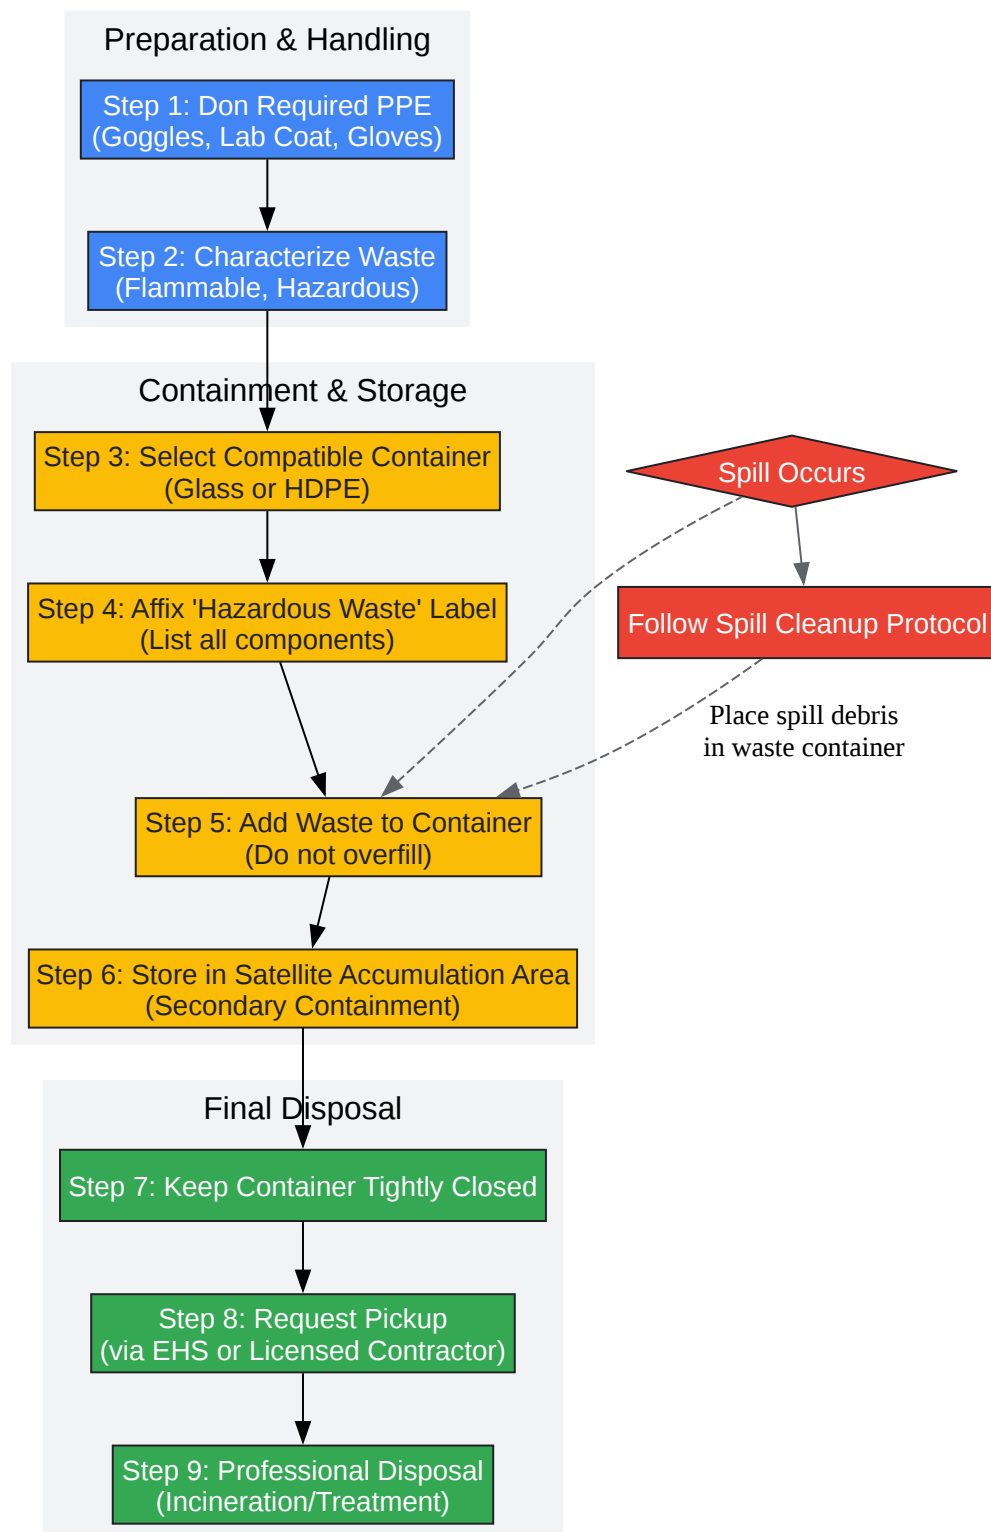 Preparation & Handling
Step 1: Don Required PPE
(Goggles, Lab Coat, Gloves)
Step 2: Characterize Waste
(Flammable, Hazardous)
Containment & Storage
Step 3: Select Compatible Container
(Glass or HDPE)
Spill Occurs
Step 4: Affix 'Hazardous Waste' Label
(List all components)
Follow Spill Cleanup Protocol
Place spill debris
in waste container
Step 5: Add Waste to Container
(Do not overfill)
Step 6: Store in Satellite Accumulation Area
(Secondary Containment)
Final Disposal
Step 7: Keep Container Tightly Closed
Step 8: Request Pickup
(via EHS or Licensed Contractor)
Step 9: Professional Disposal
(Incineration/Treatment)